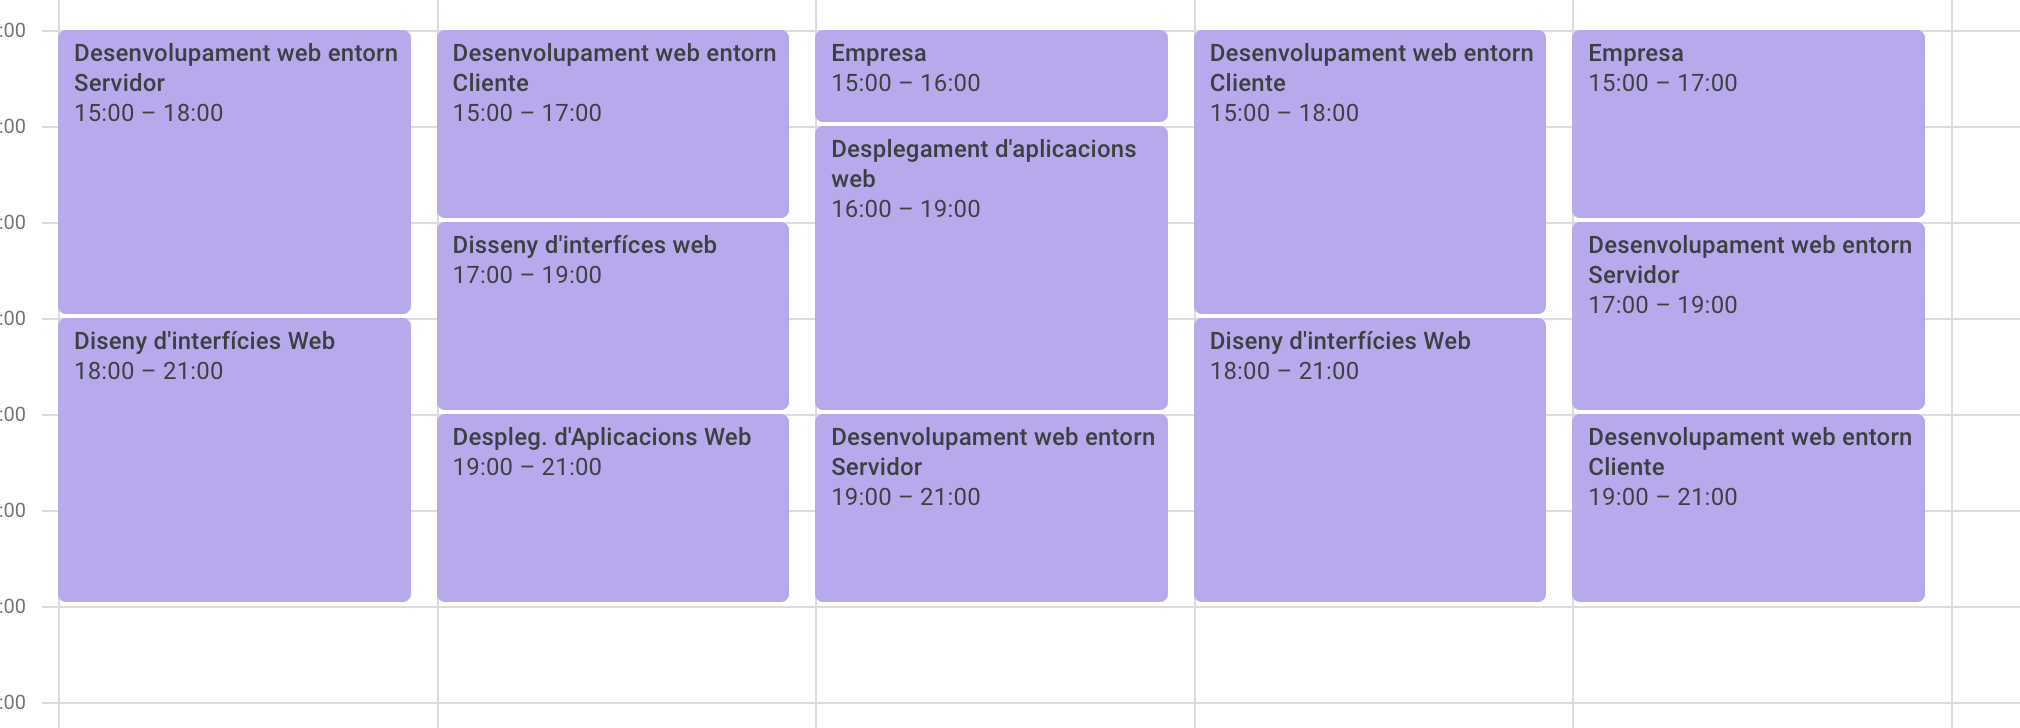 :00
:00
:00
:00
:00
:00
:00
:00
Desenvolupament web entorn
Servidor
15:00 – 18:00
Diseny d'interfícies Web
18:00 – 21:00
Desenvolupament web entorn
Cliente
15:00 – 17:00
Disseny d'interfíces web
17:00 – 19:00
Despleg. d'Aplicacions Web
19:00 – 21:00
Empresa
15:00 – 16:00
Desplegament d'aplicacions
web
16:00 – 19:00
Desenvolupament web entorn
Servidor
19:00 – 21:00
Desenvolupament web entorn
Cliente
15:00 – 18:00
Diseny d'interfícies Web
18:00 – 21:00
Empresa
15:00 – 17:00
Desenvolupament web entorn
Servidor
17:00 – 19:00
Desenvolupament web entorn
Cliente
19:00 – 21:00